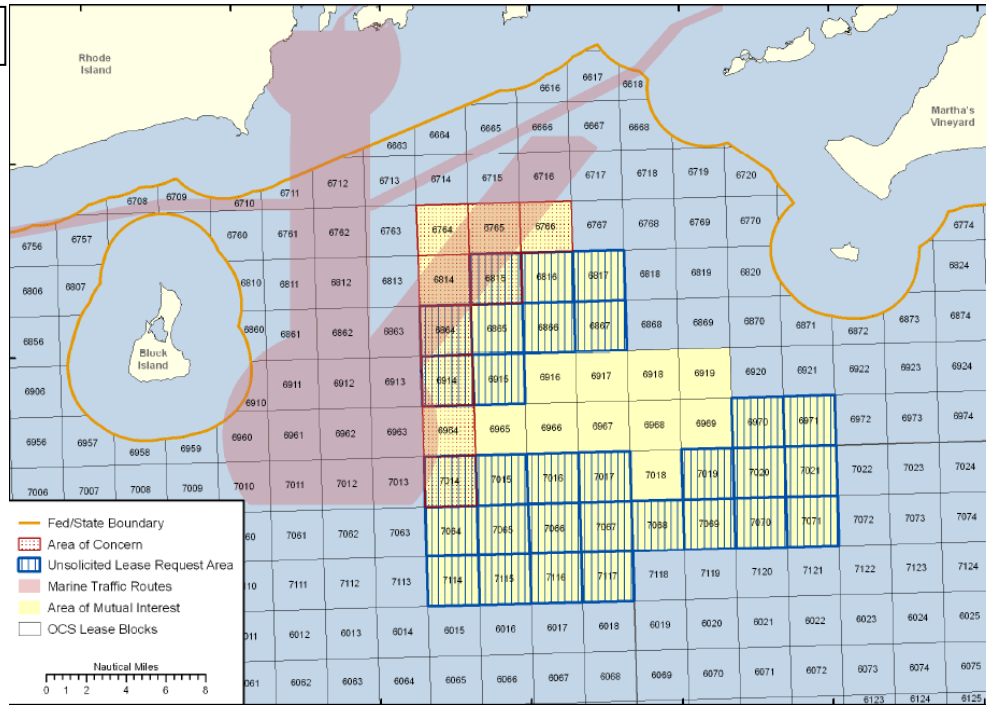 Rhode
Island
Martha's
Vineyard
6616 6617 6618
6663 6664 6665 6666 6667 6668
6708 6709 6710 6711 6712 6713 6714 6715 6716 6717 6718 6719 6720
6756 6757 6760 6761 6762 6763 6764 6765 6766 6767 6768 6769 6770 6774
6806 6807 6810 6811 6812 6813 6814 6815 6816 6817 6818 6819 6820 6824
6856 6860 6861 6862 6863 6864 6865 6866 6867 6868 6869 6870 6871 6872 6873 6874
Block
Island
6906 6910 6911 6912 6913 6914 6915 6916 6917 6918 6919 6920 6921 6922 6923 6924
6956 6957 6958 6959 6960 6961 6962 6963 6964 6965 6966 6967 6968 6969 6970 6971 6972 6973 6974
7006 7007 7008 7009 7010 7011 7012 7013 7014 7015 7016 7017 7018 7019 7020 7021 7022 7023 7024
60 7061 7062 7063 7064 7065 7066 7067 7068 7069 7070 7071 7072 7073 7074
110 7111 7112 7113 7114 7115 7116 7117 7118 7119 7120 7121 7122 7123 7124
011 6012 6013 6014 6015 6016 6017 6018 6019 6020 6021 6022 6023 6024 6025
061 6062 6063 6064 6065 6066 6067 6068 6069 6070 6071 6072 6073 6074 6075
6123 6124 6125
Fed/State Boundary
Area of Concern
Unsolicited Lease Request Area
Marine Traffic Routes
Area of Mutual Interest
OCS Lease Blocks
Nautical Miles
0 1 2 4 6 8